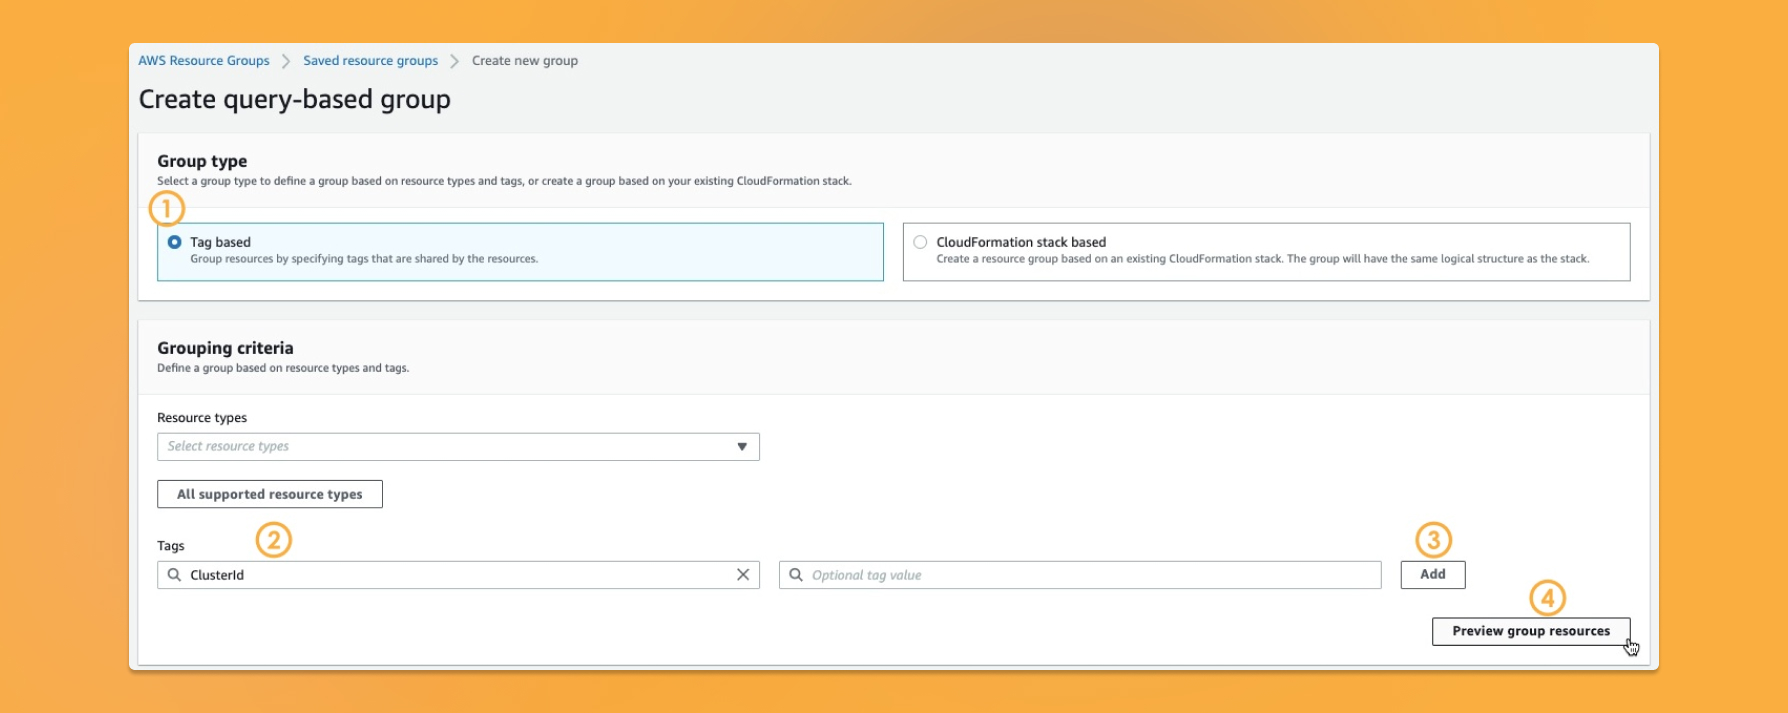 AWS Resource Groups > Saved resource groups > Create new group
Create query-based group
Group type
Select a group type to define a group based on resource types and tags, or create a group based on your existing CloudFormation stack.
1
Tag based
Group resources by specifying tags that are shared by the resources.
CloudFormation stack based
Create a resource group based on an existing CloudFormation stack. The group will have the same logical structure as the stack.
Grouping criteria
Define a group based on resource types and tags.
Resource types
Select resource types
All supported resource types
Tags
2
ClusterId
Optional tag value
3
Add
4
Preview group resources